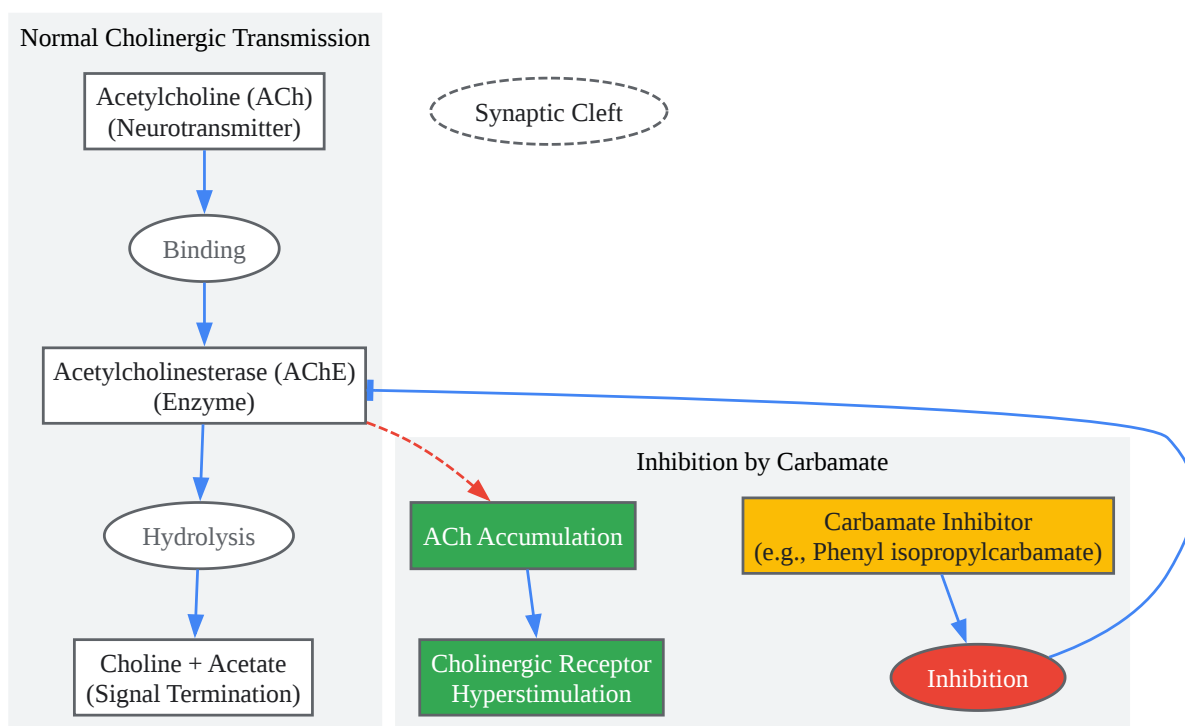 Normal Cholinergic Transmission
Acetylcholine (ACh)
(Neurotransmitter)
Synaptic Cleft
Binding
Acetylcholinesterase (AChE)
(Enzyme)
Hydrolysis
Choline + Acetate
(Signal Termination)
Inhibition by Carbamate
ACh Accumulation
Cholinergic Receptor
Hyperstimulation
Carbamate Inhibitor
(e.g., Phenyl isopropylcarbamate)
Inhibition